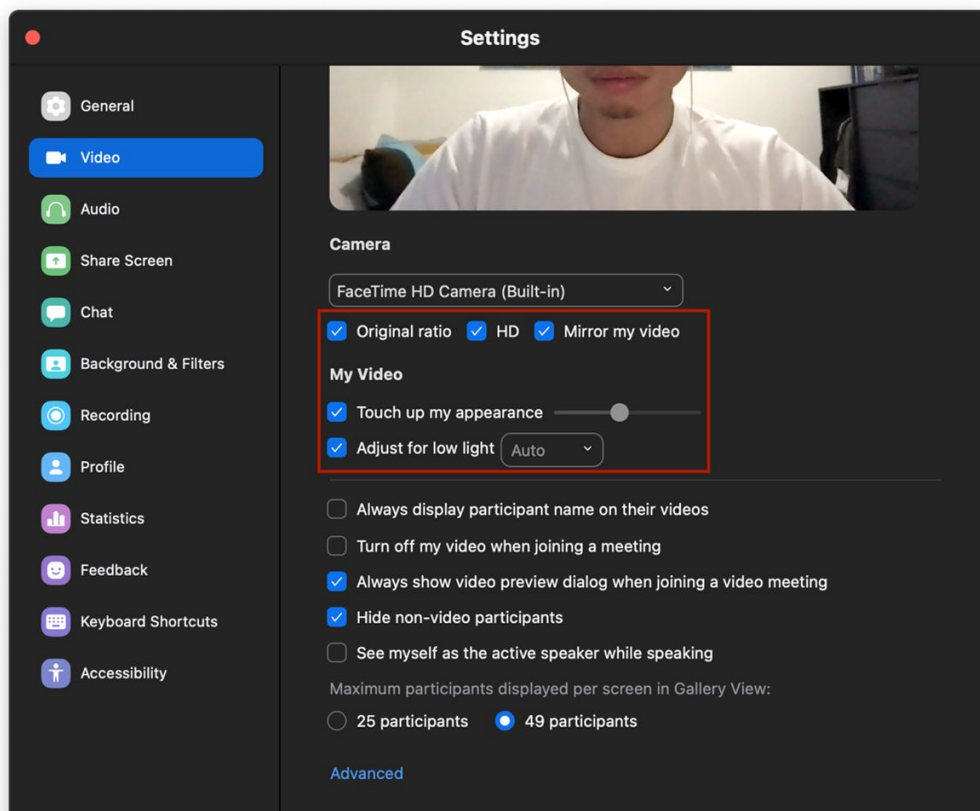 Settings
General
Video
Audio
Share Screen
Chat
Background & Filters
Recording
Profile
Statistics
Feedback
Keyboard Shortcuts
Accessibility
Camera
FaceTime HD Camera (Built-in)
Original ratio HD Mirror my video
My Video
Touch up my appearance
Adjust for low light Auto
Always display participant name on their videos
Turn off my video when joining a meeting
Always show video preview dialog when joining a video meeting
Hide non-video participants
See myself as the active speaker while speaking
Maximum participants displayed per screen in Gallery View:
25 participants 49 participants
Advanced